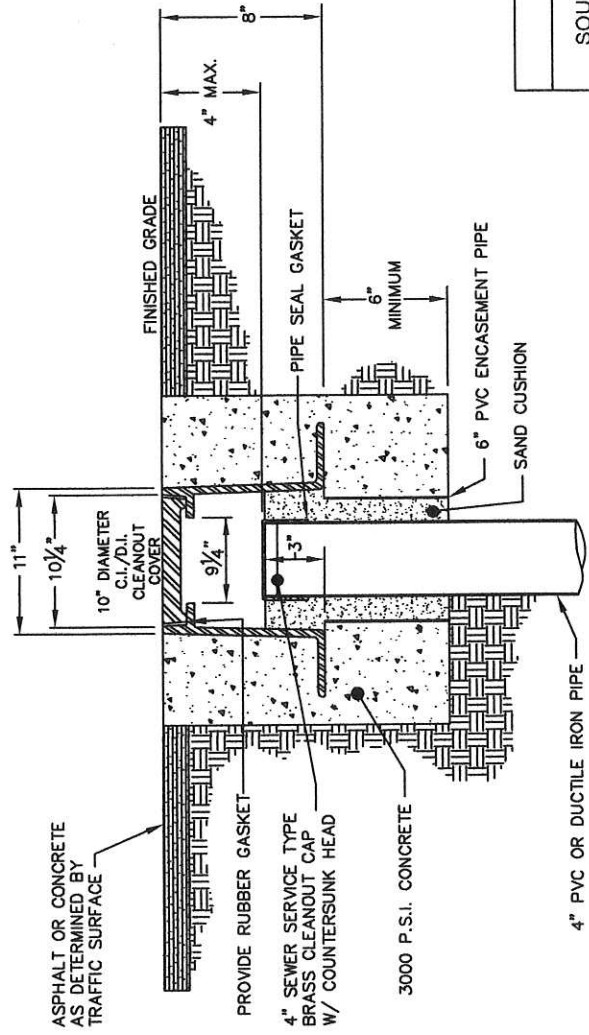 ASPHALT OR CONCRETE
AS DETERMINED BY
TRAFFIC SURFACE
PROVIDE RUBBER GASKET
4" SEWER SERVICE TYPE
BRASS CLEANOUT CAP
W/ COUNTERSUNK HEAD
3000 P.S.I. CONCRETE
4" PVC OR DUCTILE IRON PIPE
11"
10¼"
10" DIAMETER
C.I./D.I.
CLEANOUT
COVER
9¼"
3"
FINISHED GRADE
PIPE SEAL GASKET
6"
MINIMUM
6" PVC ENCASEMENT PIPE
SAND CUSHION
4" MAX.
8"
SOU